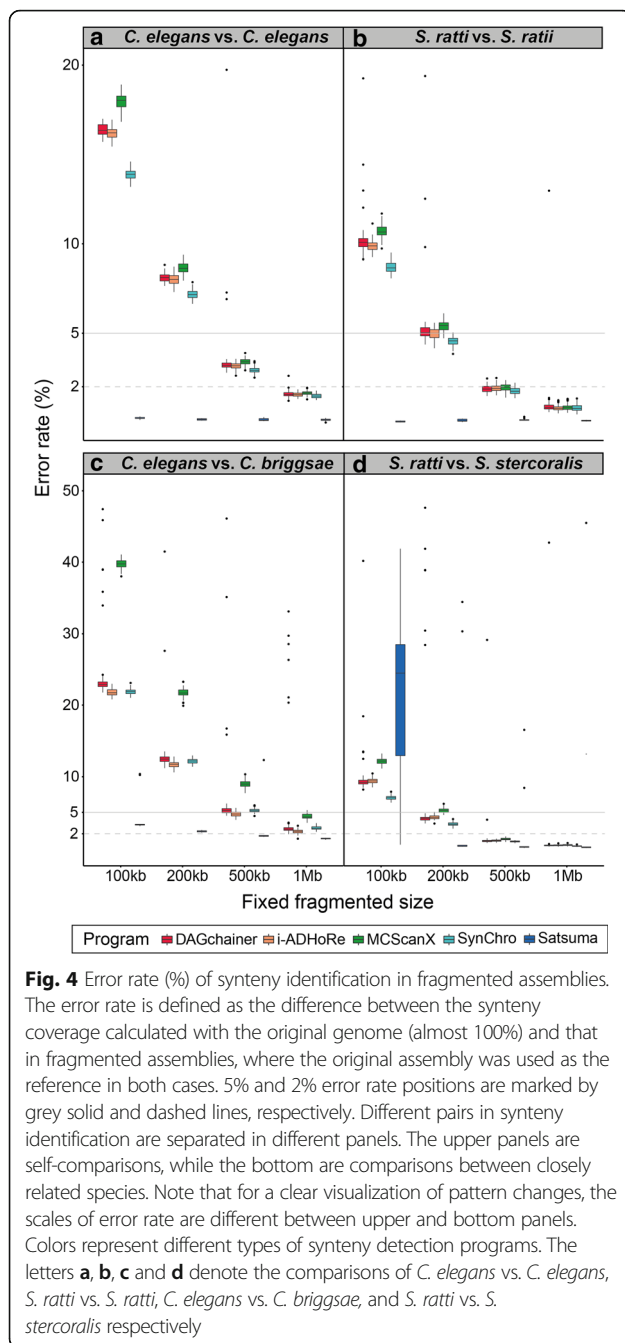 a C. elegans vs. C. elegans
b S. ratti vs. S. ratii
20
10
5
2
Error rate (%)
c C. elegans vs. C. briggsae
d S. ratti vs. S. stercoralis
50
40
30
20
10
5
2
100kb 200kb 500kb 1Mb 100kb 200kb 500kb 1Mb
Fixed fragmented size
Program DAGchainer i-ADHoRe MCScanX SynChro Satsuma
Fig. 4 Error rate (%) of synteny identification in fragmented assemblies.
The error rate is defined as the difference between the synteny
coverage calculated with the original genome (almost 100%) and that
in fragmented assemblies, where the original assembly was used as the
reference in both cases. 5% and 2% error rate positions are marked by
grey solid and dashed lines, respectively. Different pairs in synteny
identification are separated in different panels. The upper panels are
self-comparisons, while the bottom are comparisons between closely
related species. Note that for a clear visualization of pattern changes, the
scales of error rate are different between upper and bottom panels.
Colors represent different types of synteny detection programs. The
letters a, b, c and d denote the comparisons of C. elegans vs. C. elegans,
S. ratti vs. S. ratti, C. elegans vs. C. briggsae, and S. ratti vs. S.
stercoralis respectively